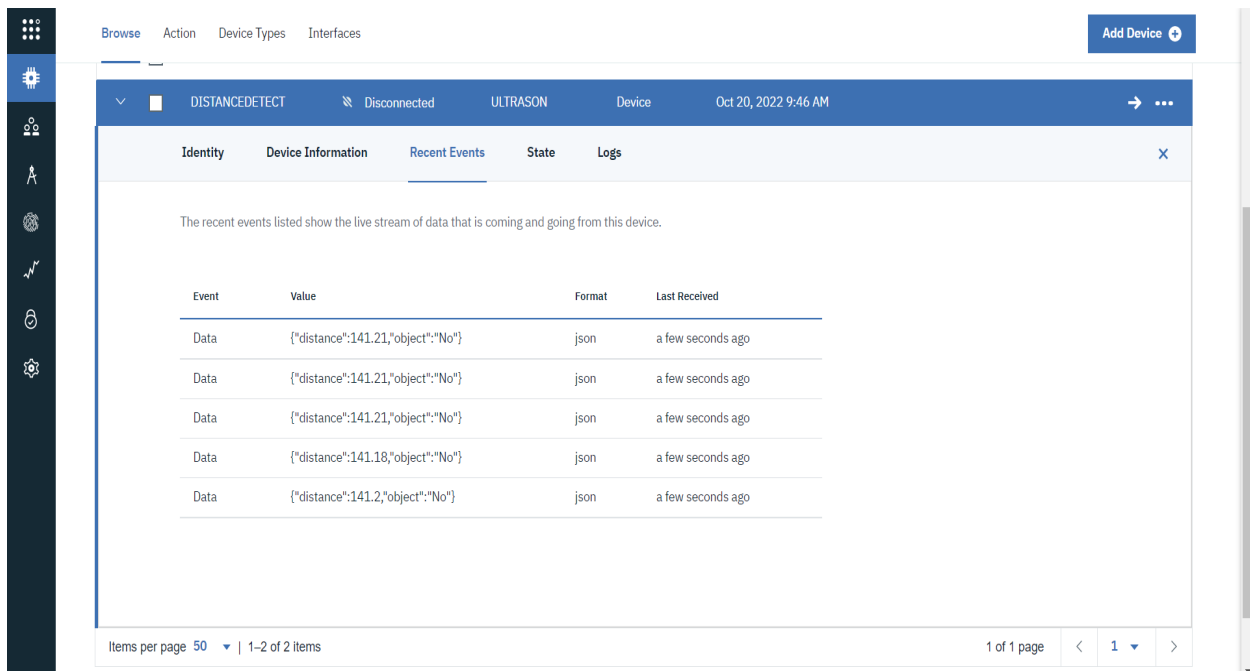 Browse Action Device Types Interfaces Add Device
DISTANCEDETECT Disconnected ULTRASON Device Oct 20, 2022 9:46 AM
Identity Device Information Recent Events State Logs
The recent events listed show the live stream of data that is coming and going from this device.
Event Value Format Last Received
Data {"distance":141.21,"object":"No"} json a few seconds ago
Data {"distance":141.21,"object":"No"} json a few seconds ago
Data {"distance":141.21,"object":"No"} json a few seconds ago
Data {"distance":141.18,"object":"No"} json a few seconds ago
Data {"distance":141.2,"object":"No"} json a few seconds ago
Items per page 50 | 1–2 of 2 items 1 of 1 page 1